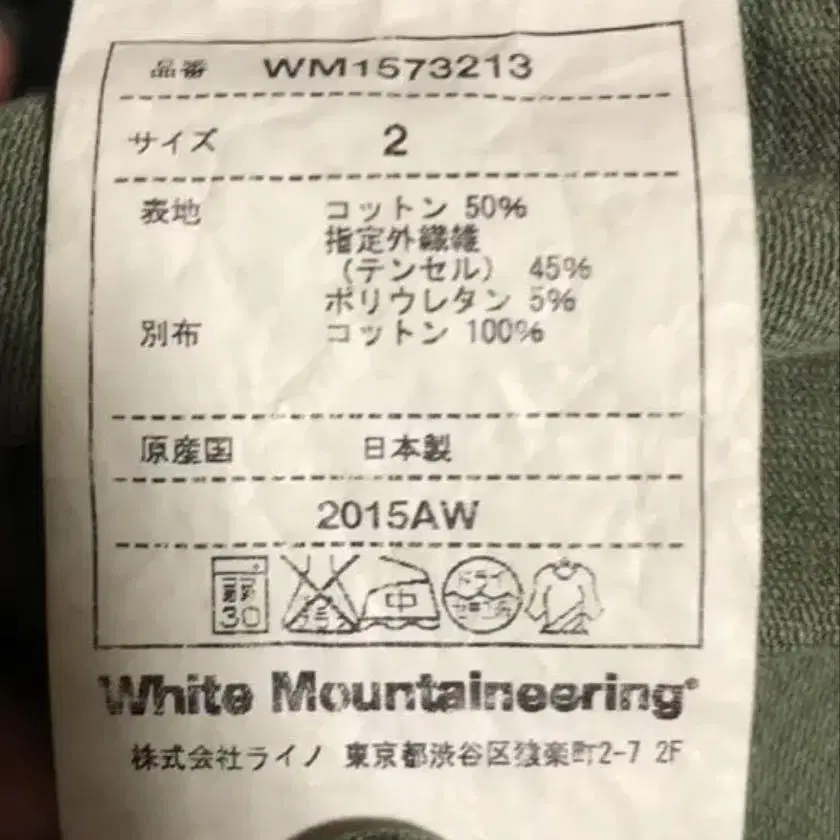 品番 WM1573213
サイズ 2
表地 コットン 50%
指定外繊維
(テンセル) 45%
ポリウレタン 5%
別布 コットン 100%
原産国 日本製
2015AW
30 中 ドライ
White Mountaineering®
株式会社ライノ 東京都渋谷区猿楽町2-7 2F